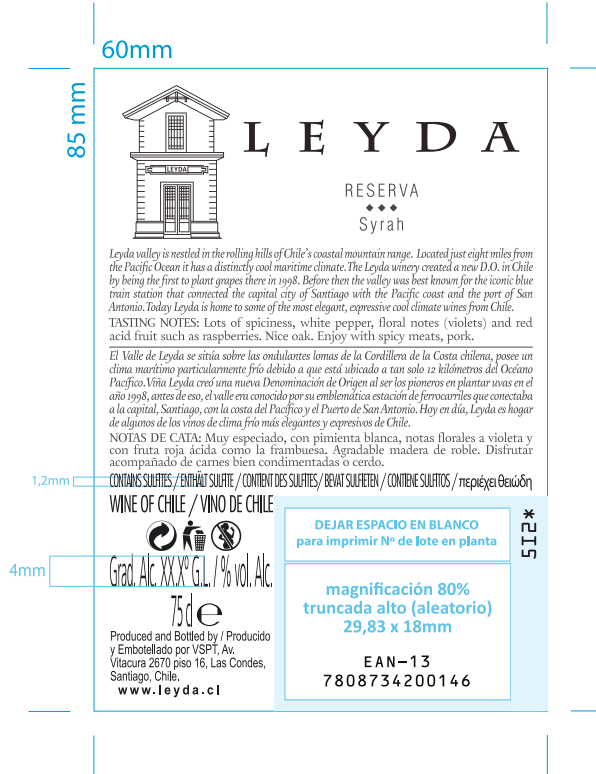 60mm
85 mm
LEYDA
LEYDA
RESERVA
Syrah
Leyda valley is nestled in the rolling hills of Chile's coastal mountain range. Located just eight miles from
the Pacific Ocean it has a distinctly cool maritime climate. The Leyda winery created a new D.O. in Chile
by being the first to plant grapes there in 1998. Before then the valley was best known for the iconic blue
train station that connected the capital city of Santiago with the Pacific coast and the port of San
Antonio. Today Leyda is home to some of the most elegant, expressive cool climate wines from Chile.
TASTING NOTES: Lots of spiciness, white pepper, floral notes (violets) and red
acid fruit such as raspberries. Nice oak. Enjoy with spicy meats, pork.
El Valle de Leyda se sitúa sobre las ondulantes lomas de la Cordillera de la Costa chilena, posee un
clima marítimo particularmente frío debido a que está ubicado a tan solo 12 kilómetros del Océano
Pacífico. Viña Leyda creó una nueva Denominación de Origen al ser los pioneros en plantar uvas en el
año 1998, antes de eso, el valle era conocido por su emblemática estación de ferrocarriles que conectaba
a la capital, Santiago, con la costa del Pacífico y el Puerto de San Antonio. Hoy en día, Leyda es hogar
de algunos de los vinos de clima frío más elegantes y expresivos de Chile.
NOTAS DE CATA: Muy especiado, con pimienta blanca, notas florales a violeta y
con fruta roja ácida como la frambuesa. Agradable madera de roble. Disfrutar
acompañado de carnes bien condimentadas o cerdo.
1,2mm
CONTAINS SULFITES / ENTHÄLT SULFITE / CONTENT DES SULFITES / BEVAT SULFIETEN / CONTIENE SULFITOS / περιέχει θειώδη
WINE OF CHILE / VINO DE CHILE
4mm
Grad. Alc. XX.Xº G.L. / % vol. Alc.
75 cl e
Produced and Bottled by / Producido
y Embotellado por VSPT, Av.
Vitacura 2670 piso 16, Las Condes,
Santiago, Chile.
www.leyda.cl
DEJAR ESPACIO EN BLANCO
para imprimir Nº de lote en planta
512*
magnificación 80%
truncada alto (aleatorio)
29,83 x 18mm
EAN-13
7808734200146